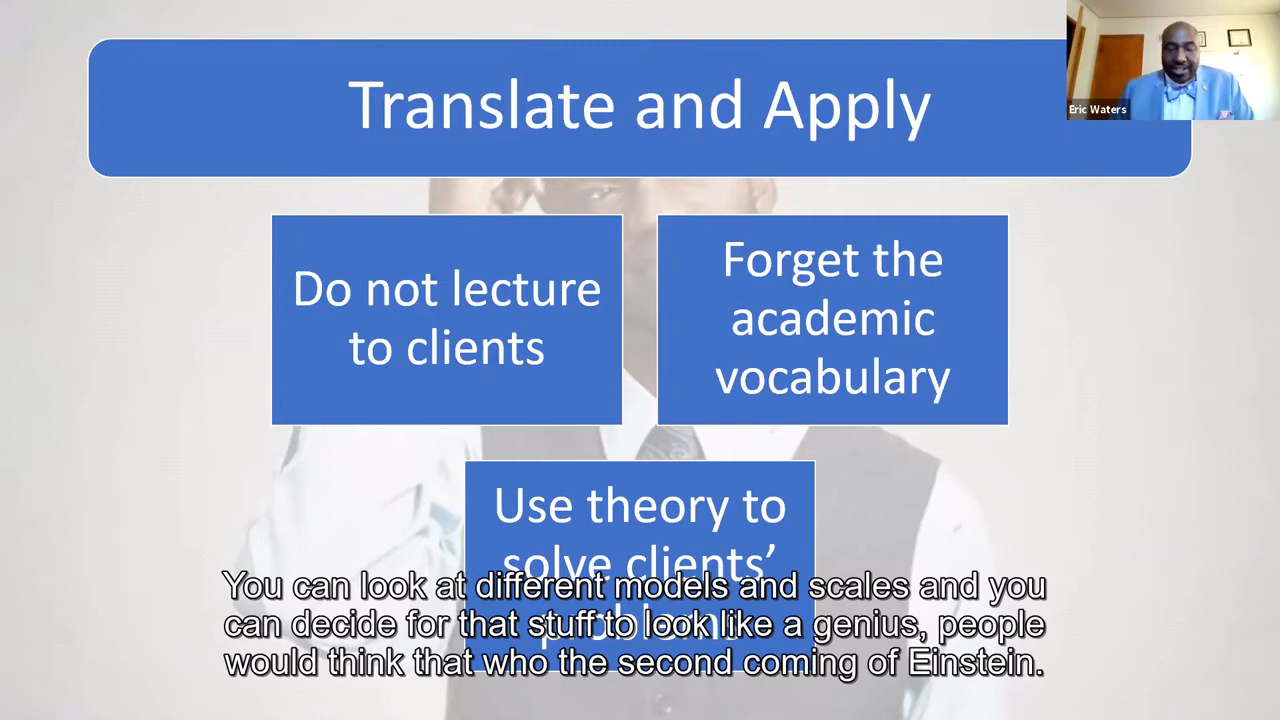 Translate and Apply
Eric Waters
Do not lecture
to clients
Forget the
academic
vocabulary
Use theory to
solve clients’
You can look at different models and scales and you
can decide for that stuff to look like a genius, people
would think that who the second coming of Einstein.